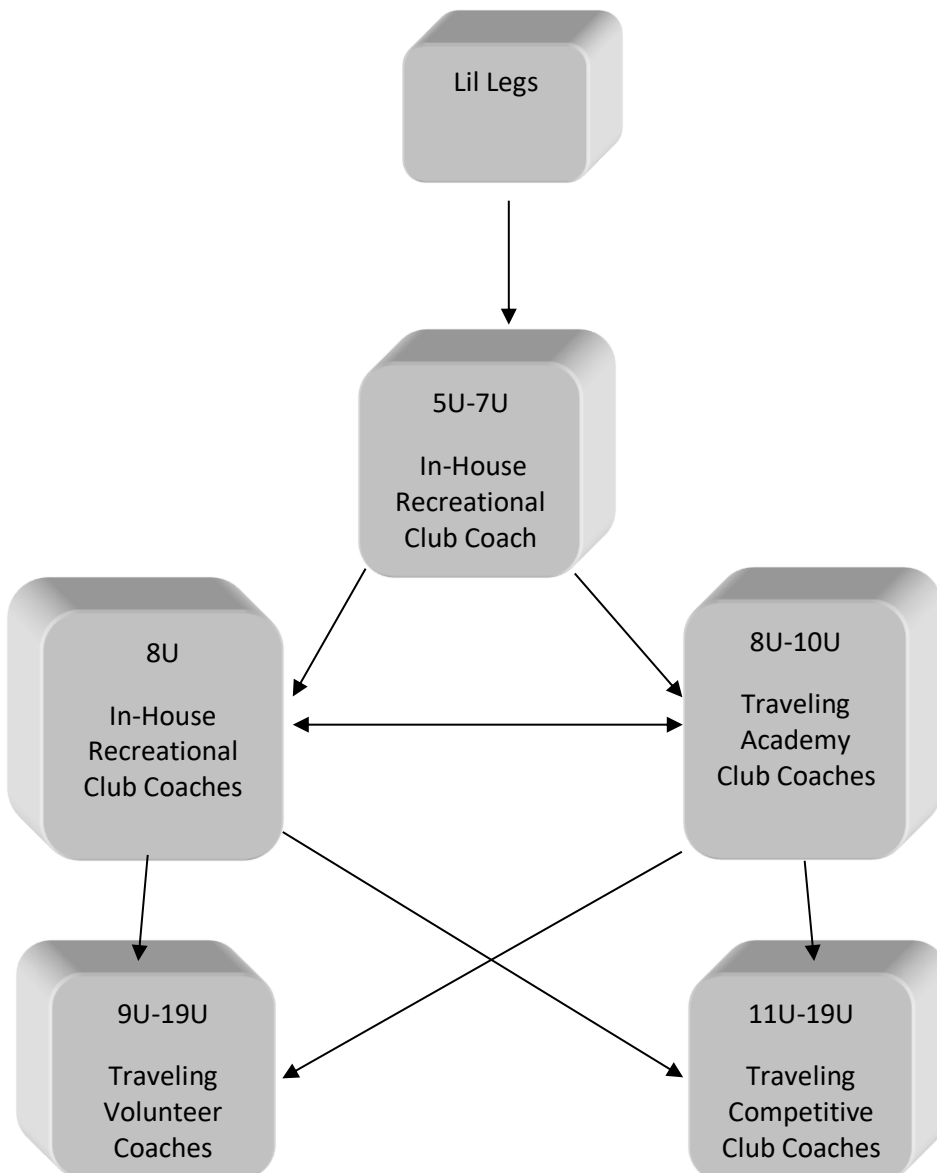 Lil Legs
5U-7U
In-House
Recreational
Club Coach
8U
In-House
Recreational
Club Coaches
8U-10U
Traveling
Academy
Club Coaches
9U-19U
Traveling
Volunteer
Coaches
11U-19U
Traveling
Competitive
Club Coaches